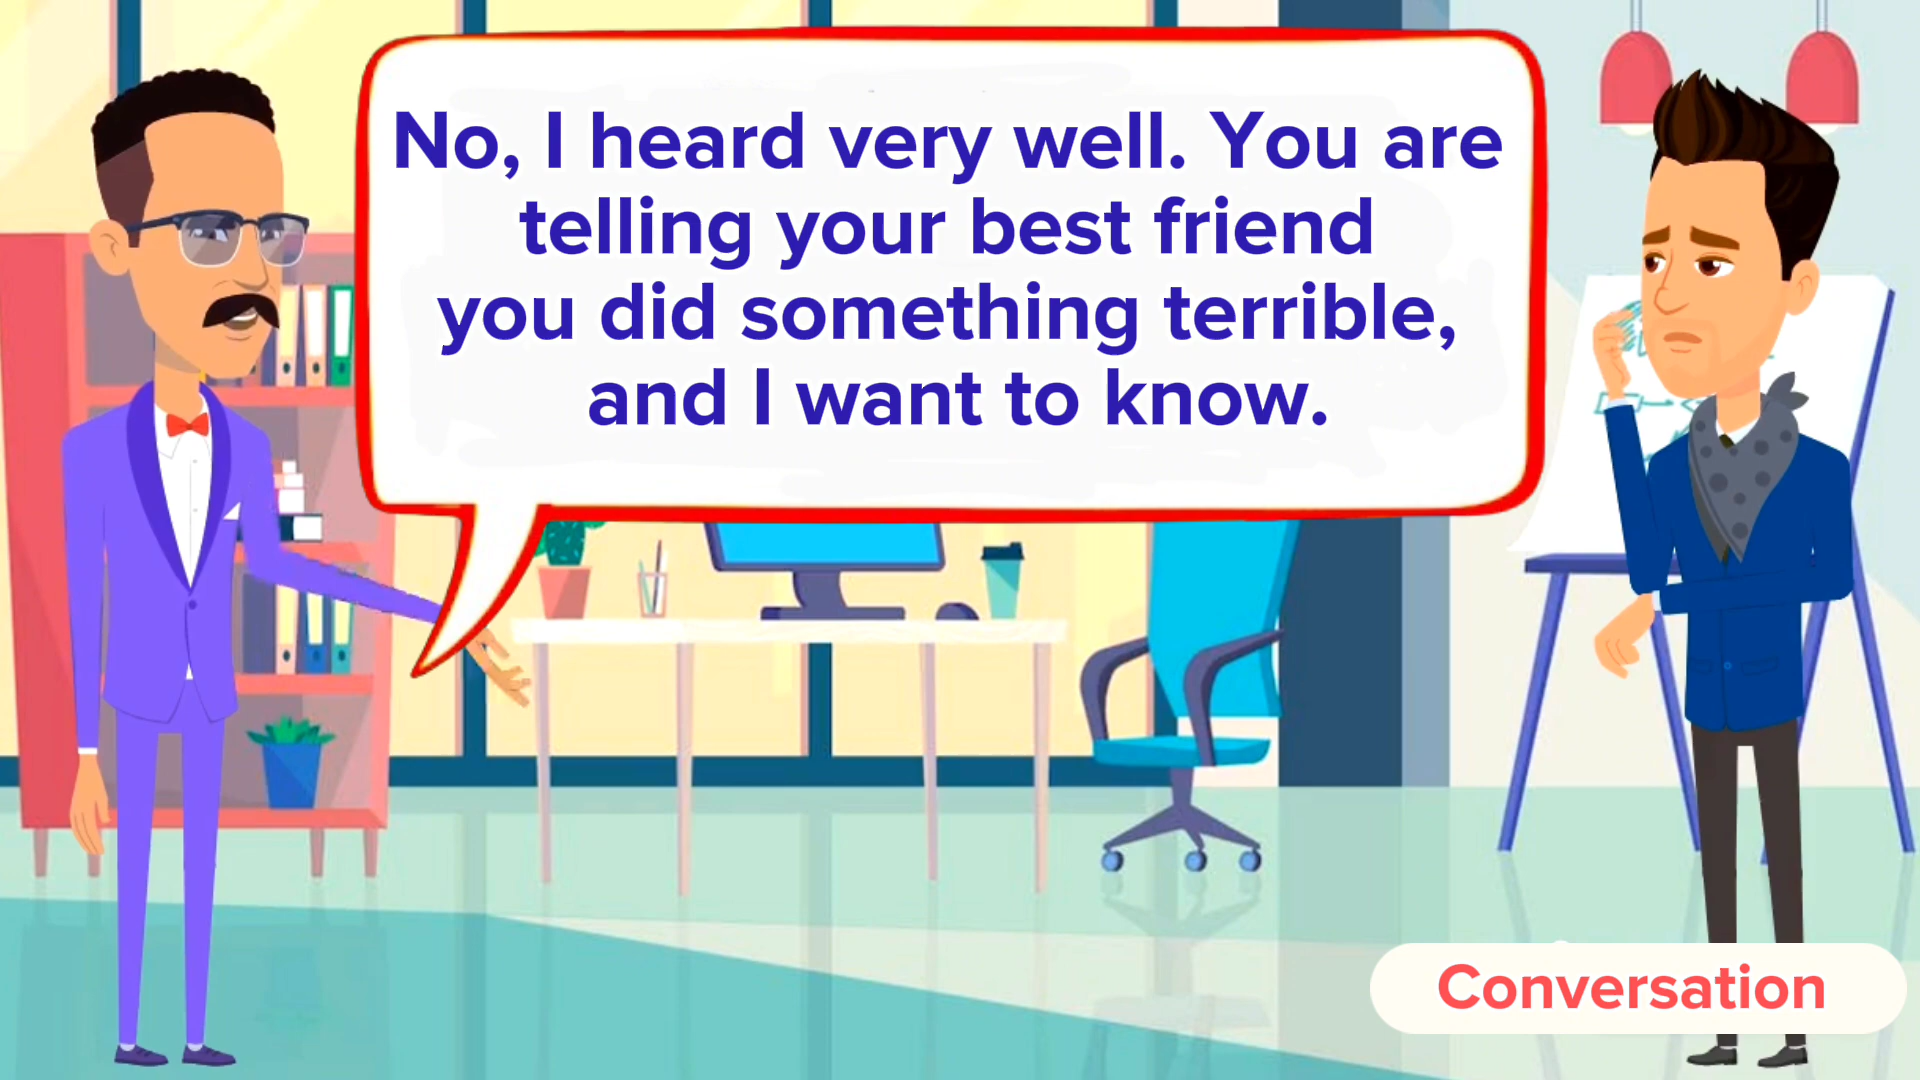 No, I heard very well. You are
telling your best friend
you did something terrible,
and I want to know.
Conversation